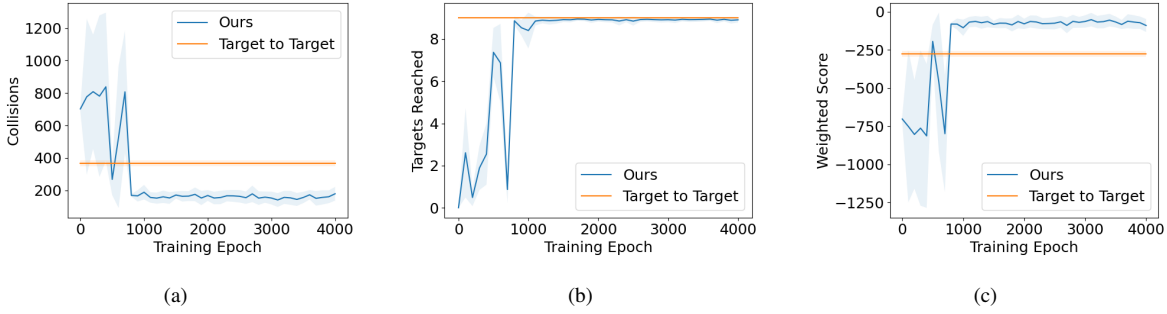 Collisions
1200
1000
800
600
400
200
0
1000
2000
3000
4000
Training Epoch
Ours
Target to Target
(a)
Targets Reached
8
6
4
2
0
0
1000
2000
3000
4000
Training Epoch
Ours
Target to Target
(b)
Weighted Score
0
−250
−500
−750
−1000
−1250
0
1000
2000
3000
4000
Training Epoch
Ours
Target to Target
(c)